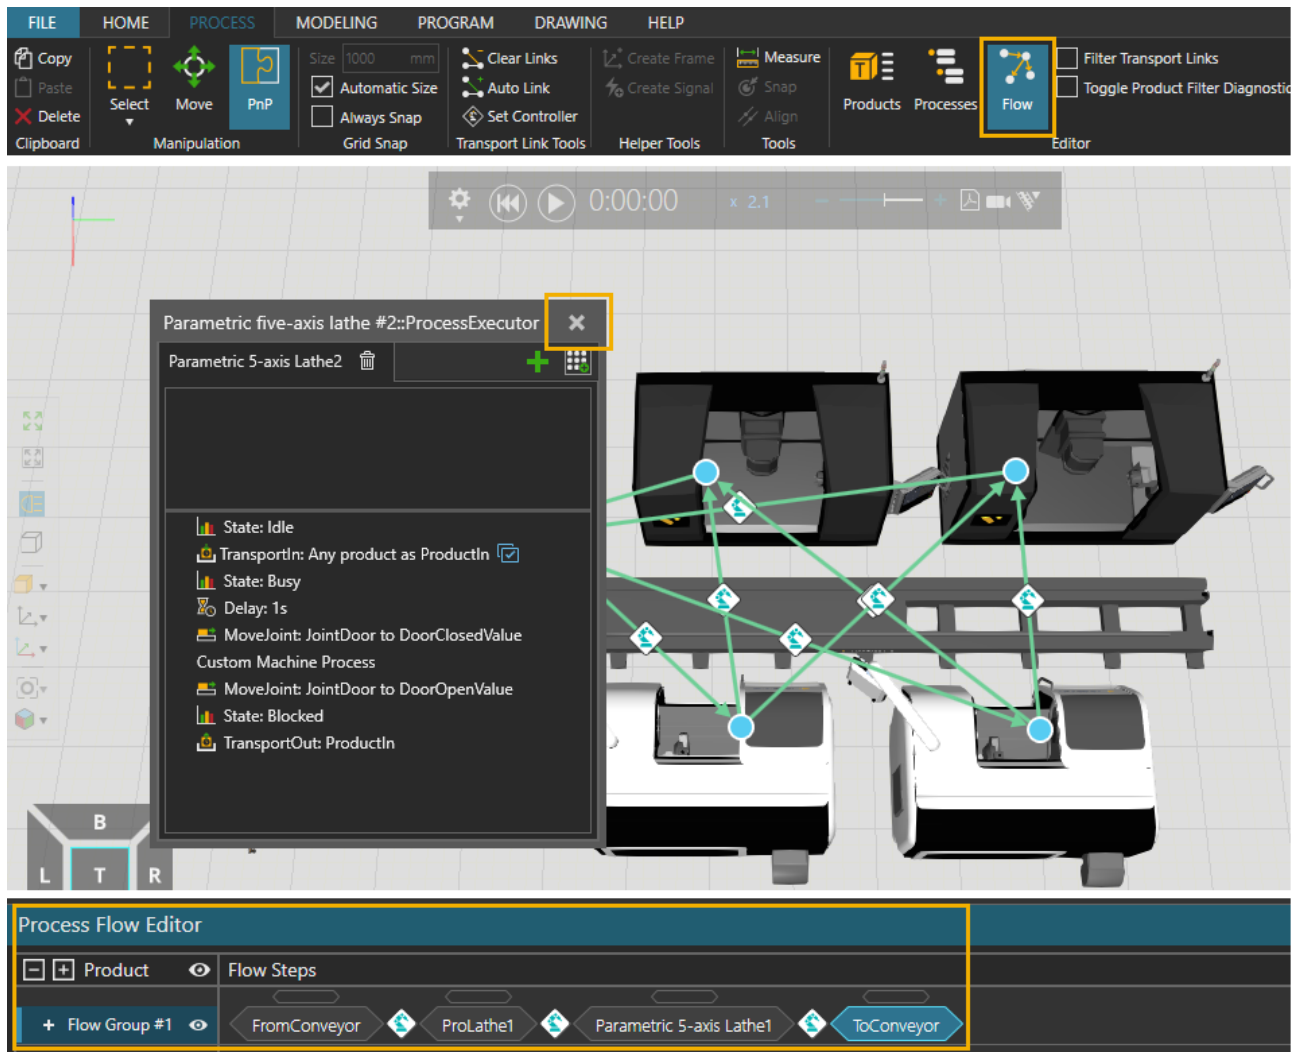 FILE HOME PROCESS MODELING PROGRAM DRAWING HELP
Copy
Paste
Delete
Clipboard
Select Move PnP
Manipulation
Size 1000 mm
Automatic Size
Always Snap
Grid Snap
Clear Links
Auto Link
Set Controller
Transport Link Tools
Create Frame
Create Signal
Helper Tools
Measure
Snap
Align
Tools
Products Processes Flow
Filter Transport Links
Toggle Product Filter Diagnostic
Editor
0:00:00 x 2.1
Parametric five-axis lathe #2::ProcessExecutor
Parametric 5-axis Lathe2
State: Idle
TransportIn: Any product as ProductIn
State: Busy
Delay: 1s
MoveJoint: JointDoor to DoorClosedValue
Custom Machine Process
MoveJoint: JointDoor to DoorOpenValue
State: Blocked
TransportOut: ProductIn
B
L T R
Process Flow Editor
Product Flow Steps
+ Flow Group #1 FromConveyor ProLathe1 Parametric 5-axis Lathe1 ToConveyor